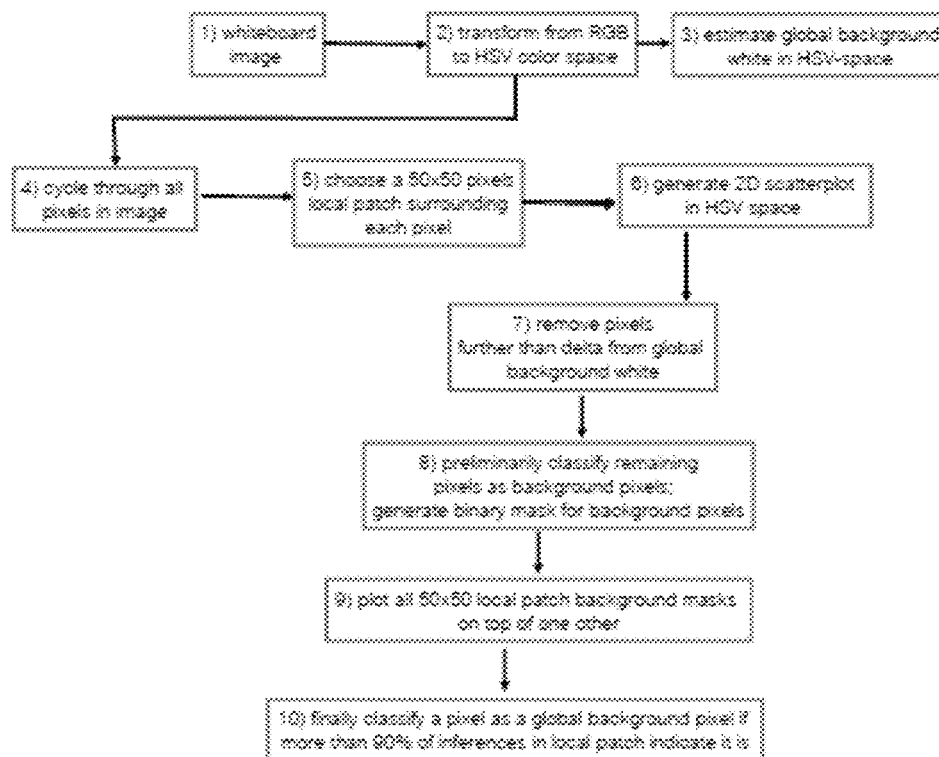 1) whiteboard
image
2) transform from RGB
to HSV color space
3) estimate global background
white in HSV-space
4) cycle through all
pixels in image
5) choose a 50x50 pixels
local patch surrounding
each pixel
6) generate 2D scatterplot
in HSV space
7) remove pixels
further than delta from global
background white
8) preliminarily classify remaining
pixels as background pixels;
generate binary mask for background pixels
9) plot all 50x50 local patch background masks
on top of one other
10) finally classify a pixel as a global background pixel if
more than 90% of inferences in local patch indicate it is